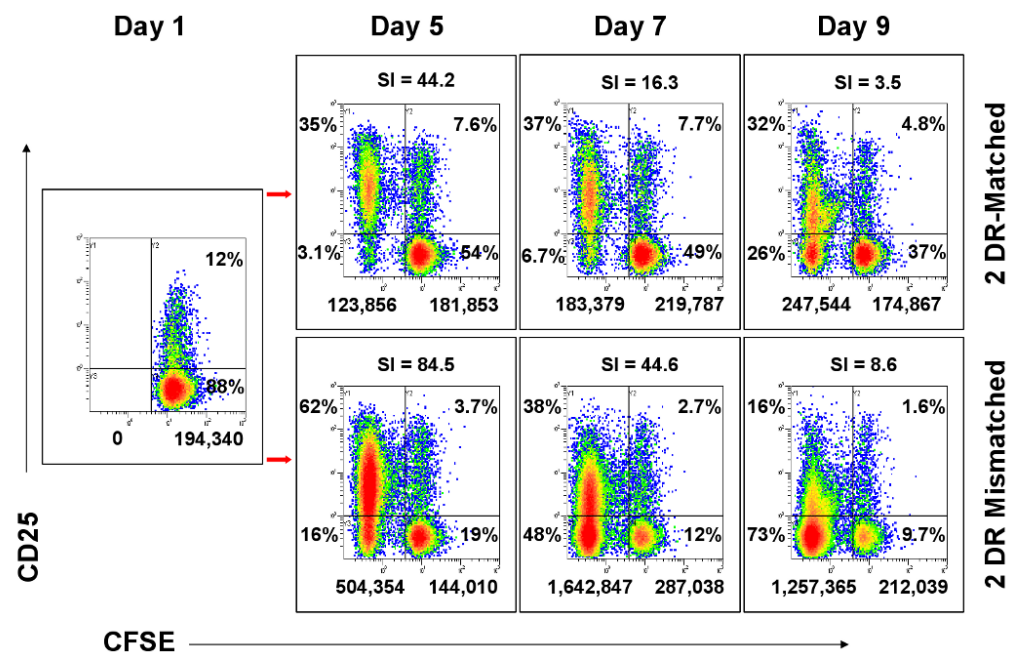 Day 1
Day 5
Day 7
Day 9
SI = 44.2
35%
7.6%
3.1%
54%
123,856
181,853
SI = 16.3
37%
7.7%
6.7%
49%
183,379
219,787
SI = 3.5
32%
4.8%
26%
37%
247,544
174,867
2 DR-Matched
12%
88%
0
194,340
SI = 84.5
62%
3.7%
16%
19%
504,354
144,010
SI = 44.6
38%
2.7%
48%
12%
1,642,847
287,038
SI = 8.6
16%
1.6%
73%
9.7%
1,257,365
212,039
2 DR Mismatched
CD25
CFSE